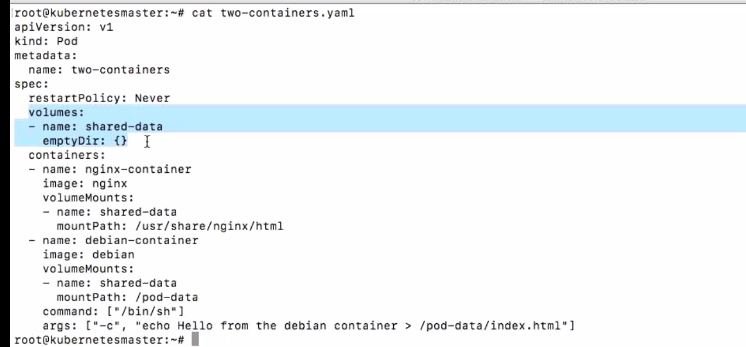 root@kubernetesmaster:~# cat two-containers.yaml
apiVersion: v1
kind: Pod
metadata:
  name: two-containers
spec:
  restartPolicy: Never
  volumes:
  - name: shared-data
    emptyDir: {}
  containers:
  - name: nginx-container
    image: nginx
    volumeMounts:
    - name: shared-data
      mountPath: /usr/share/nginx/html
  - name: debian-container
    image: debian
    volumeMounts:
    - name: shared-data
      mountPath: /pod-data
    command: ["/bin/sh"]
    args: ["-c", "echo Hello from the debian container > /pod-data/index.html"]
root@kubernetesmaster:~#